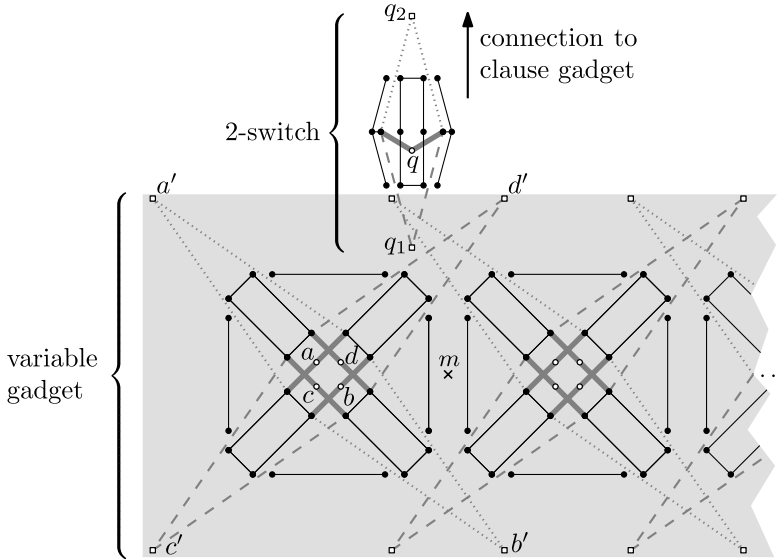 q₂
connection to
clause gadget
2-switch
q
a′
d′
q₁
variable
gadget
a
d
m
c
b
. .
c′
b′